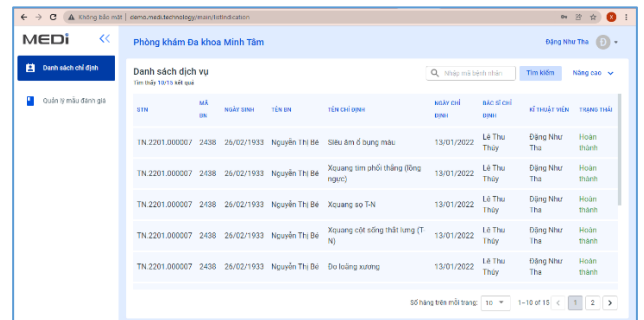 Không bảo mật | demo.medi.technology/main/listindication
MEDi
Phòng khám Đa khoa Minh Tâm
Đặng Như Tha
D
Danh sách chỉ định
Quản lý mẫu đánh giá
Danh sách dịch vụ
Tìm thấy 10/15 kết quả
Nhập mã bệnh nhân
Tìm kiếm
Nâng cao
STN MÃ BN NGÀY SINH TÊN BN TÊN CHỈ ĐỊNH NGÀY CHỈ ĐỊNH BÁC SĨ CHỈ ĐỊNH KĨ THUẬT VIÊN TRẠNG THÁI
TN.2201.000007 2438 26/02/1933 Nguyễn Thị Bé Siêu âm ổ bụng màu 13/01/2022 Lê Thu Thủy Đặng Như Tha Hoàn thành
TN.2201.000007 2438 26/02/1933 Nguyễn Thị Bé Xquang tim phổi thẳng (lồng ngực) 13/01/2022 Lê Thu Thủy Đặng Như Tha Hoàn thành
TN.2201.000007 2438 26/02/1933 Nguyễn Thị Bé Xquang sọ T-N 13/01/2022 Lê Thu Thủy Đặng Như Tha Hoàn thành
TN.2201.000007 2438 26/02/1933 Nguyễn Thị Bé Xquang cột sống thắt lưng (T-N) 13/01/2022 Lê Thu Thủy Đặng Như Tha Hoàn thành
TN.2201.000007 2438 26/02/1933 Nguyễn Thị Bé Đo loãng xương 13/01/2022 Lê Thu Thủy Đặng Như Tha Hoàn thành
Số hàng trên mỗi trang: 10 1–10 of 15 1 2